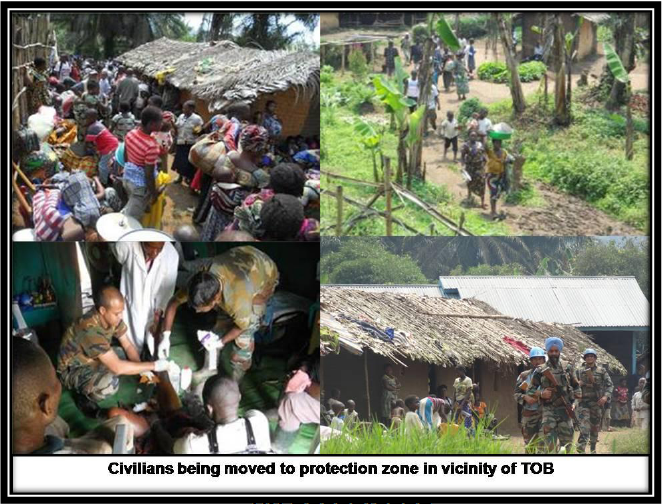 Civilians being moved to protection zone in vicinity of TOB